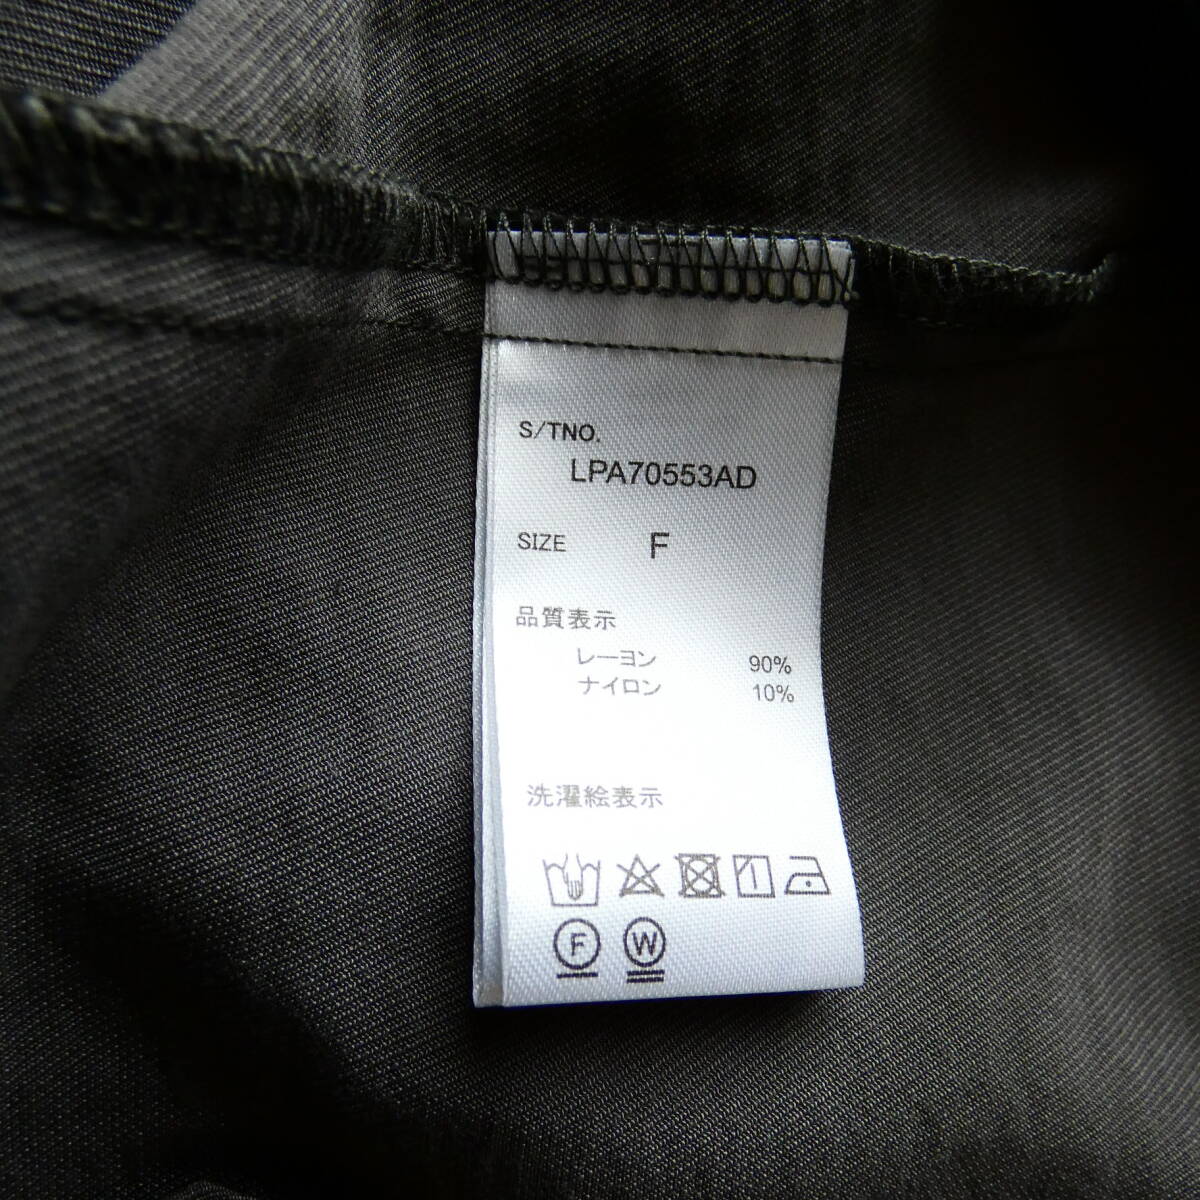 S/TNO.
LPA70553AD
SIZE F
品質表示
レーヨン 90%
ナイロン 10%
洗濯絵表示
F W